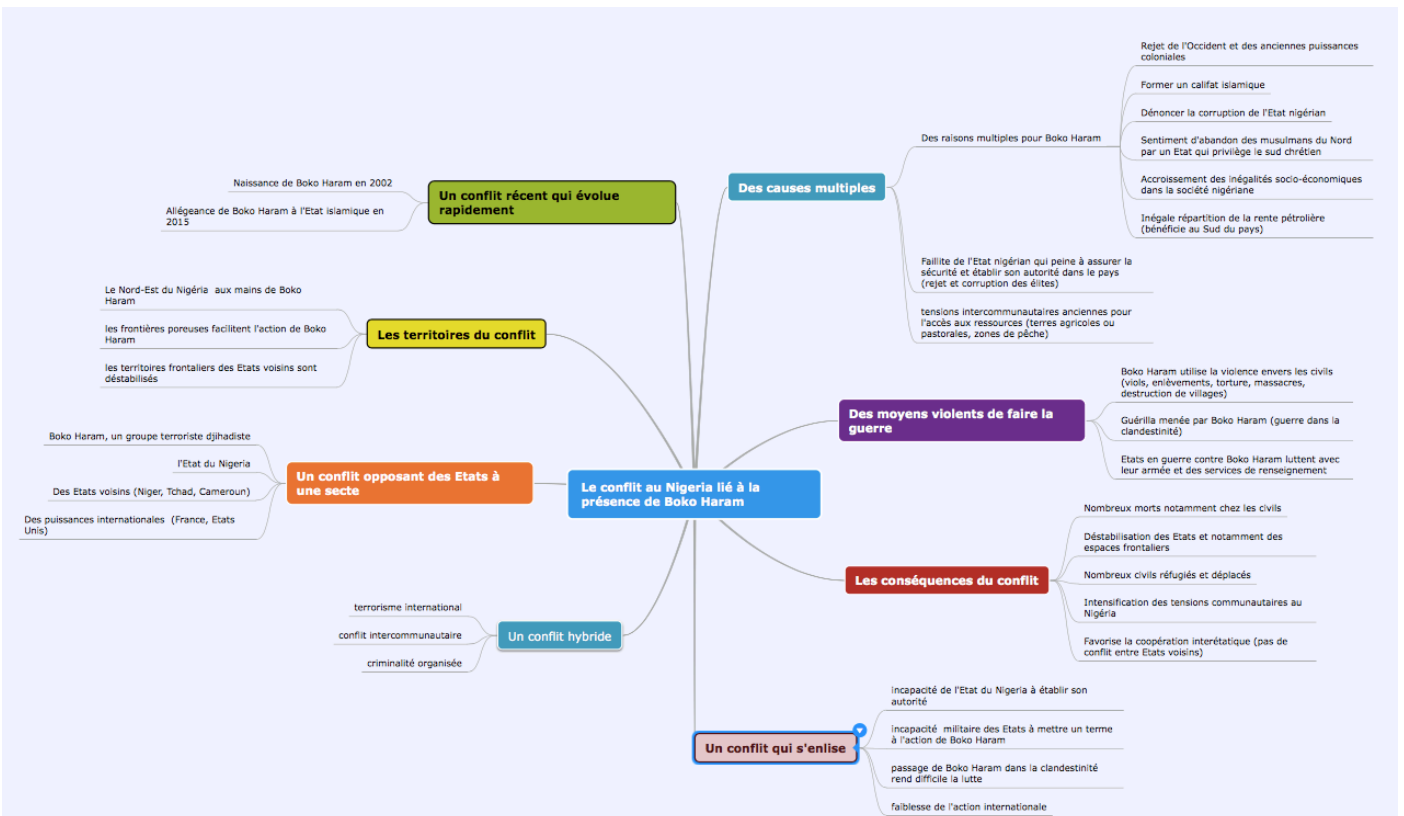 Le conflit au Nigeria lié à la
présence de Boko Haram
Un conflit récent qui évolue
rapidement
Naissance de Boko Haram en 2002
Allégeance de Boko Haram à l'Etat islamique en
2015
Les territoires du conflit
Le Nord-Est du Nigéria  aux mains de Boko
Haram
les frontières poreuses facilitent l'action de Boko
Haram
les territoires frontaliers des Etats voisins sont
déstabilisés
Un conflit opposant des Etats à
une secte
Boko Haram, un groupe terroriste djihadiste
l'Etat du Nigeria
Des Etats voisins (Niger, Tchad, Cameroun)
Des puissances internationales  (France, Etats
Unis)
Un conflit hybride
terrorisme international
conflit intercommunautaire
criminalité organisée
Des causes multiples
Des raisons multiples pour Boko Haram
Rejet de l'Occident et des anciennes puissances
coloniales
Former un califat islamique
Dénoncer la corruption de l'Etat nigérian
Sentiment d'abandon des musulmans du Nord
par un Etat qui privilège le sud chrétien
Accroissement des inégalités socio-économiques
dans la société nigériane
Inégale répartition de la rente pétrolière
(bénéficie au Sud du pays)
Faillite de l'Etat nigérian qui peine à assurer la
sécurité et établir son autorité dans le pays
(rejet et corruption des élites)
tensions intercommunautaires anciennes pour
l'accès aux ressources (terres agricoles ou
pastorales, zones de pêche)
Des moyens violents de faire la
guerre
Boko Haram utilise la violence envers les civils
(viols, enlèvements, torture, massacres,
destruction de villages)
Guérilla menée par Boko Haram (guerre dans la
clandestinité)
Etats en guerre contre Boko Haram luttent avec
leur armée et des services de renseignement
Les conséquences du conflit
Nombreux morts notamment chez les civils
Déstabilisation des Etats et notamment des
espaces frontaliers
Nombreux civils réfugiés et déplacés
Intensification des tensions communautaires au
Nigéria
Favorise la coopération interétatique (pas de
conflit entre Etats voisins)
Un conflit qui s'enlise
incapacité de l'Etat du Nigeria à établir son
autorité
incapacité  militaire des Etats à mettre un terme
à l'action de Boko Haram
passage de Boko Haram dans la clandestinité
rend difficile la lutte
faiblesse de l'action internationale